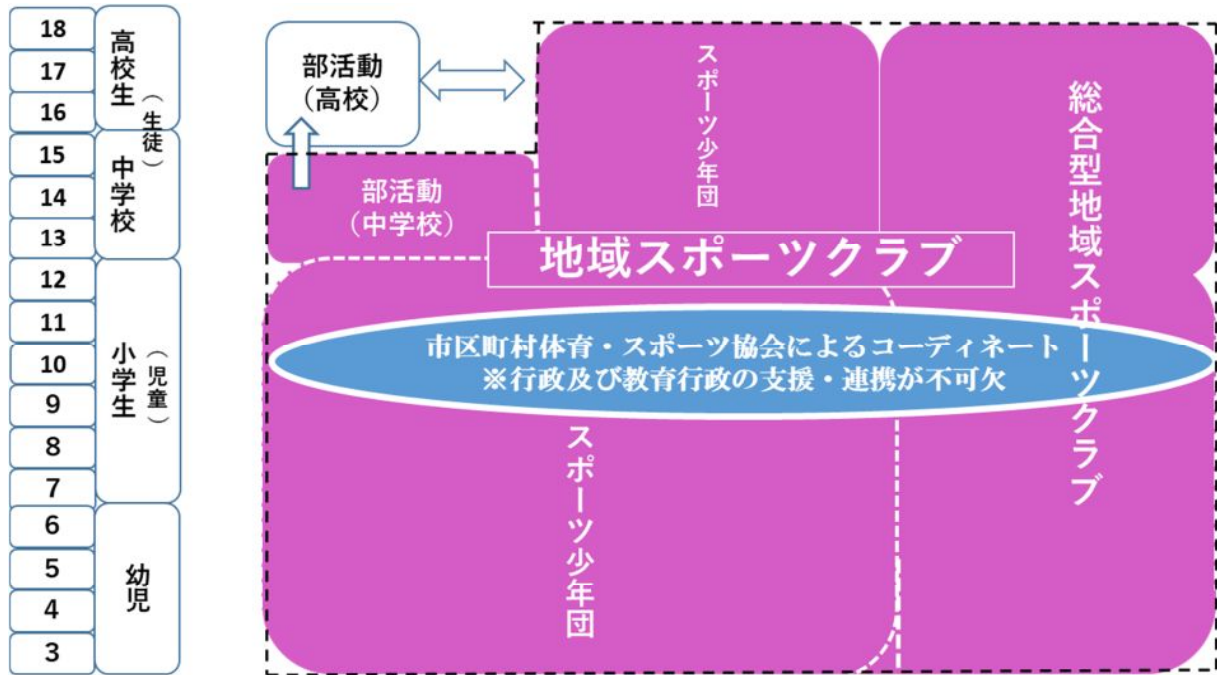 18
17
16
15
14
13
12
11
10
9
8
7
6
5
4
3
高校生
（生徒）
中学校
小学生
（児童）
幼児
部活動
（高校）
部活動
（中学校）
スポーツ少年団
総合型地域スポーツクラブ
地域スポーツクラブ
市区町村体育・スポーツ協会によるコーディネート
※行政及び教育行政の支援・連携が不可欠
スポーツ少年団